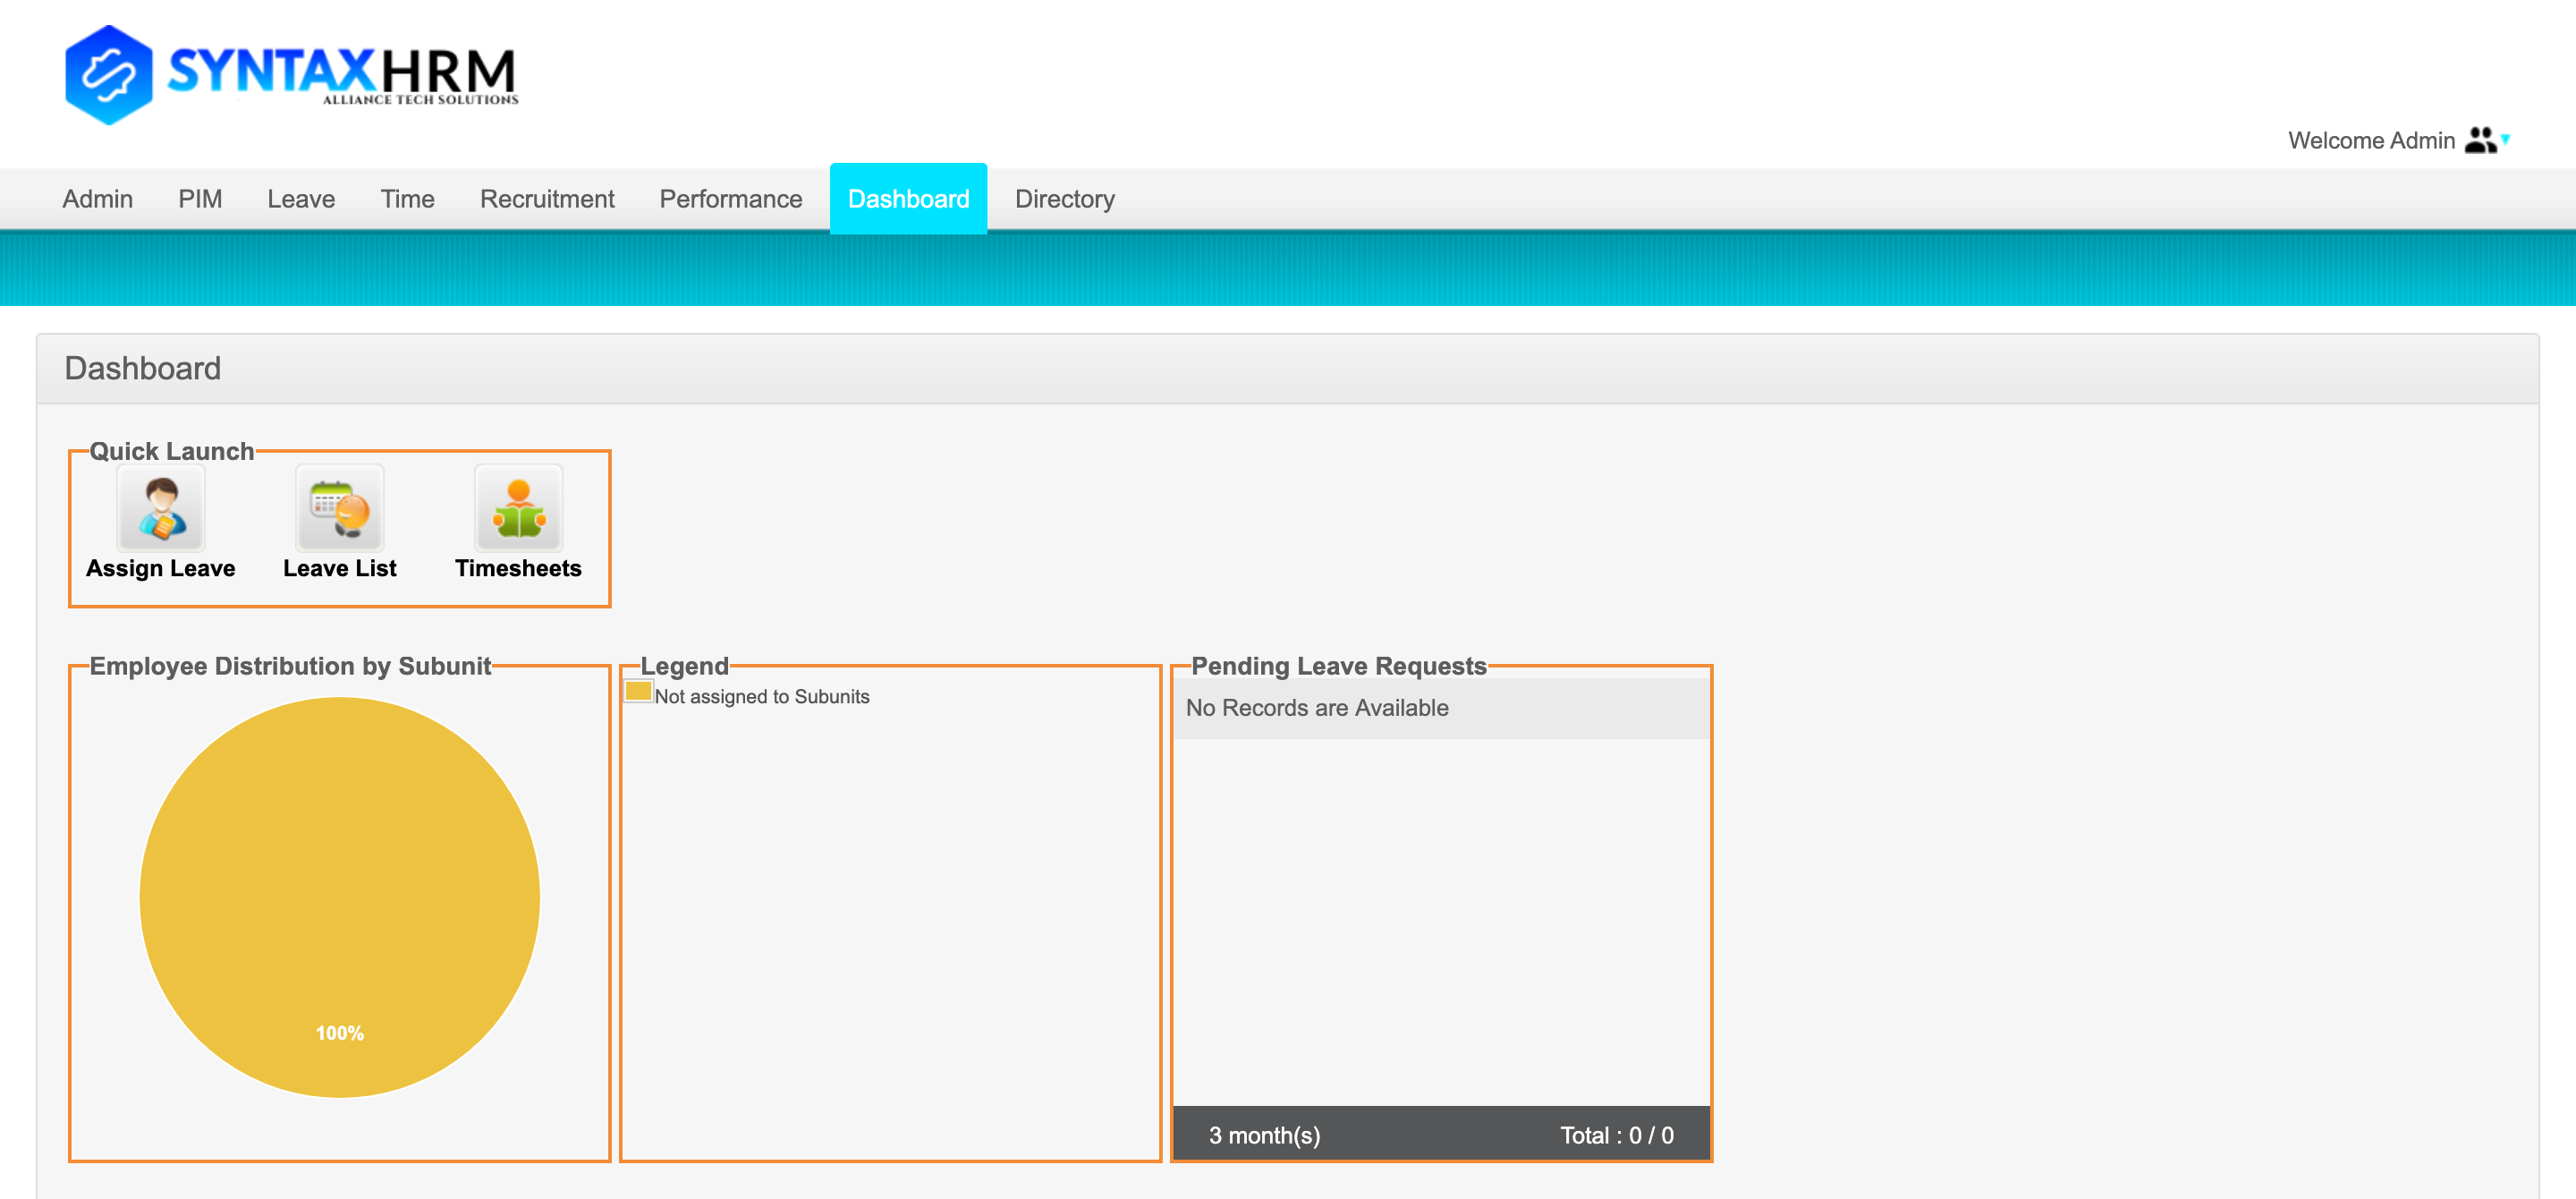 SYNTAXHRM
ALLIANCE TECH SOLUTIONS
Welcome Admin
Admin PIM Leave Time Recruitment Performance Dashboard Directory
Dashboard
Quick Launch
Assign Leave Leave List Timesheets
Employee Distribution by Subunit Legend Pending Leave Requests
Not assigned to Subunits
No Records are Available
100%
3 month(s) Total : 0 / 0